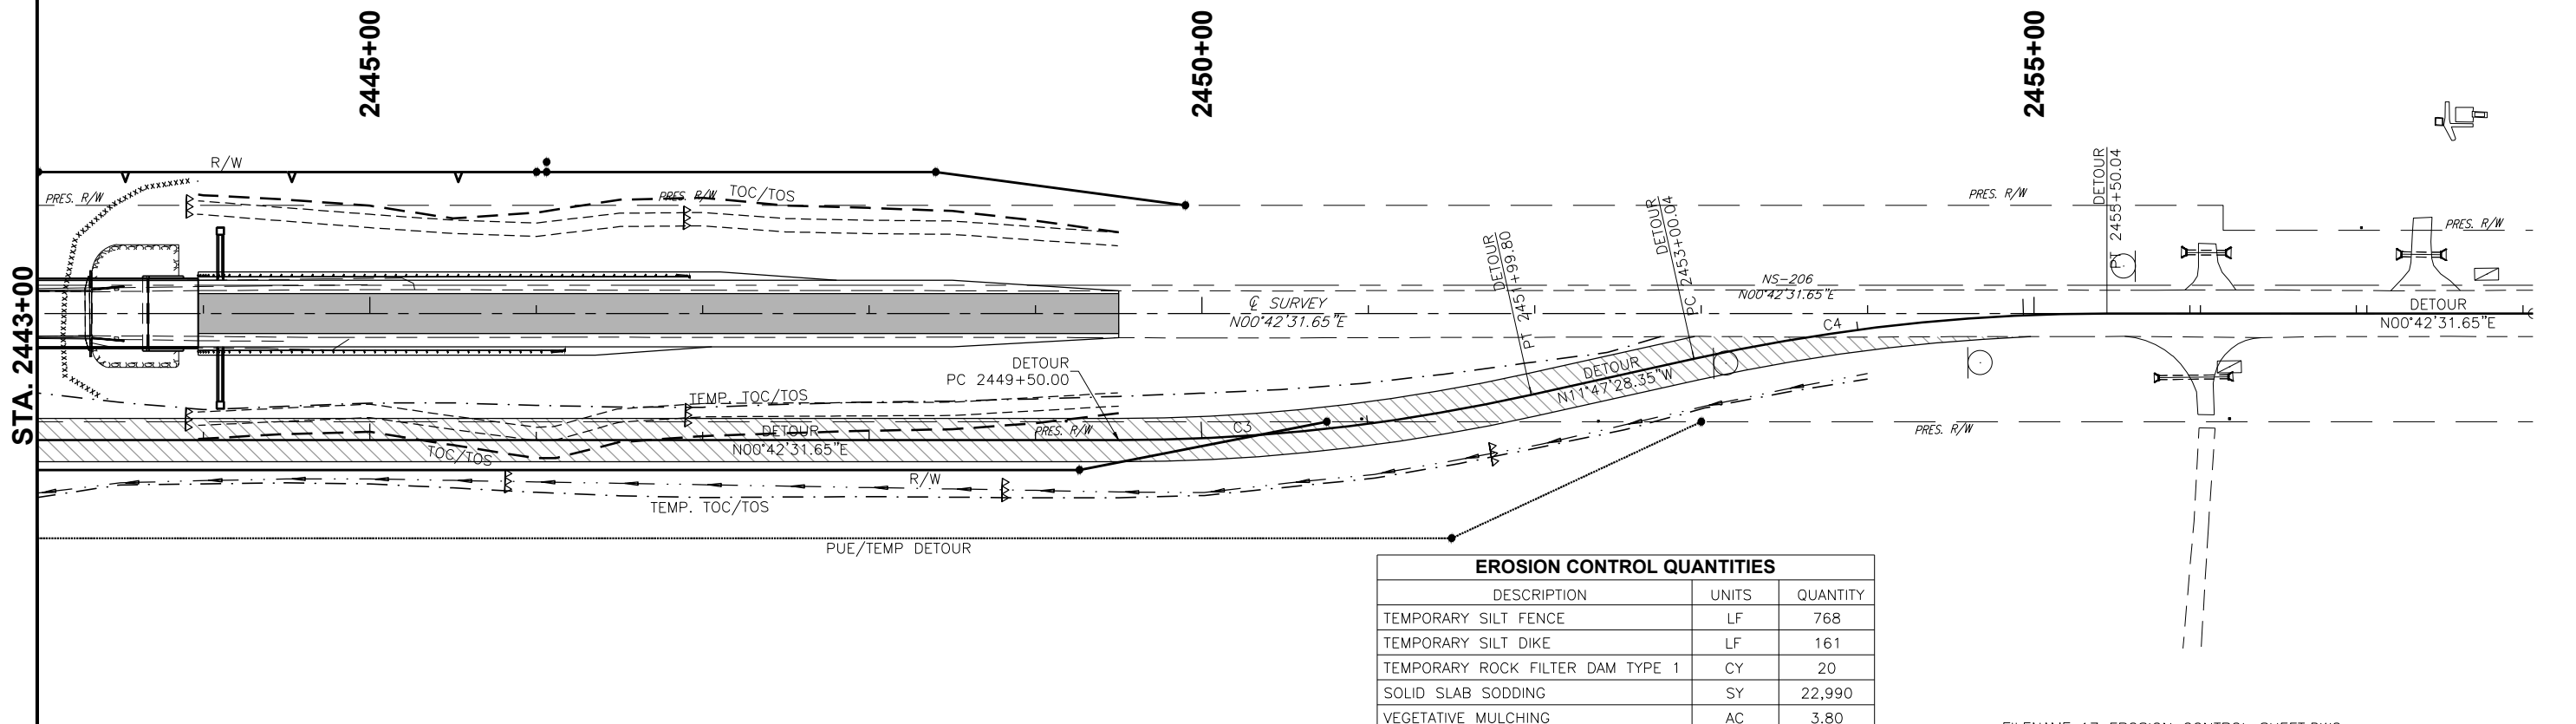 2445+00
2450+00
2455+00
STA. 2443+00
R/W
PRES. R/W
PRES. R/W
TOC/TOS
PRES. R/W
PRES. R/W
DETOUR
PT 2455+50.04
DETOUR
PT 2451+99.80
DETOUR
PC 2453+00.04
NS-206
N00°42'31.65"E
℄ SURVEY
N00°42'31.65"E
DETOUR
N00°42'31.65"E
C4
DETOUR
PC 2449+50.00
DETOUR
N11°47'28.35"W
TEMP. TOC/TOS
C3
DETOUR
N00°42'31.65"E
PRES. R/W
PRES. R/W
TOC/TOS
R/W
TEMP. TOC/TOS
PUE/TEMP DETOUR
EROSION CONTROL QUANTITIES
DESCRIPTION UNITS QUANTITY
TEMPORARY SILT FENCE LF 768
TEMPORARY SILT DIKE LF 161
TEMPORARY ROCK FILTER DAM TYPE 1 CY 20
SOLID SLAB SODDING SY 22,990
VEGETATIVE MULCHING AC 3.80